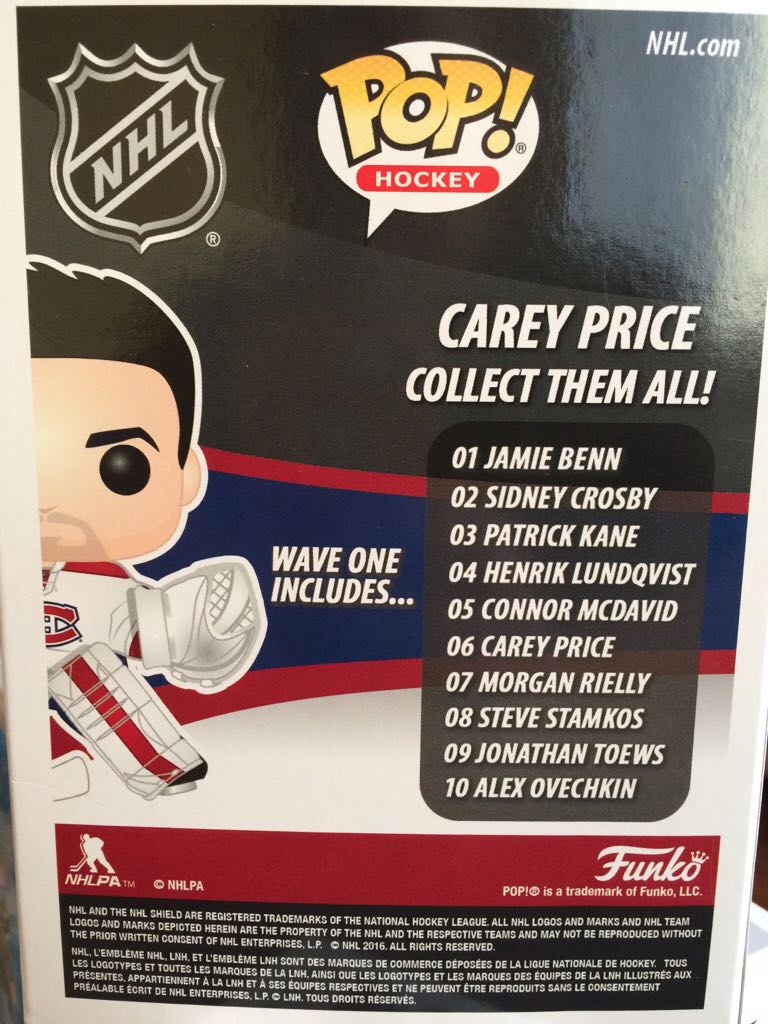 NHL.com
NHL
®
POP!
®
HOCKEY
CAREY PRICE
COLLECT THEM ALL!
WAVE ONE
INCLUDES...
01 JAMIE BENN
02 SIDNEY CROSBY
03 PATRICK KANE
04 HENRIK LUNDQVIST
05 CONNOR MCDAVID
06 CAREY PRICE
07 MORGAN RIELLY
08 STEVE STAMKOS
09 JONATHAN TOEWS
10 ALEX OVECHKIN
NHLPA™ © NHLPA
Funko
POP!® is a trademark of Funko, LLC.
NHL AND THE NHL SHIELD ARE REGISTERED TRADEMARKS OF THE NATIONAL HOCKEY LEAGUE. ALL NHL LOGOS AND MARKS AND NHL TEAM
LOGOS AND MARKS DEPICTED HEREIN ARE THE PROPERTY OF THE NHL AND THE RESPECTIVE TEAMS AND MAY NOT BE REPRODUCED WITHOUT
THE PRIOR WRITTEN CONSENT OF NHL ENTERPRISES, L.P. © NHL 2016. ALL RIGHTS RESERVED.
NHL, L'EMBLÈME NHL, LNH, ET L'EMBLÈME LNH SONT DES MARQUES DE COMMERCE DÉPOSÉES DE LA LIGUE NATIONALE DE HOCKEY. TOUS
LES LOGOTYPES ET TOUTES LES MARQUES DE LA LNH, AINSI QUE LES LOGOTYPES ET LES MARQUES DES ÉQUIPES DE LA LNH ILLUSTRÉS AUX
PRÉSENTES, APPARTIENNENT À LA LNH ET À SES ÉQUIPES RESPECTIVES ET NE PEUVENT ÊTRE REPRODUITS SANS LE CONSENTEMENT
PRÉALABLE ÉCRIT DE NHL ENTERPRISES, L.P. © LNH. TOUS DROITS RÉSERVÉS.